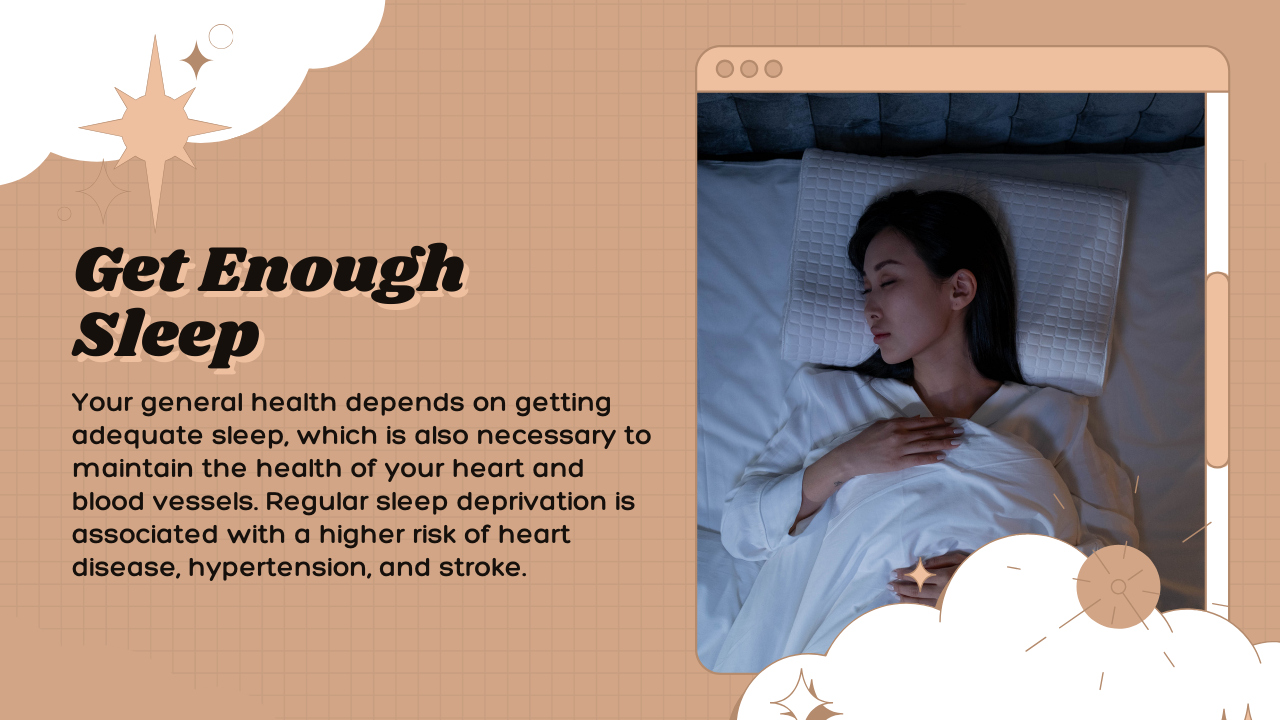 Get Enough
Sleep
Your general health depends on getting
adequate sleep, which is also necessary to
maintain the health of your heart and
blood vessels. Regular sleep deprivation is
associated with a higher risk of heart
disease, hypertension, and stroke.